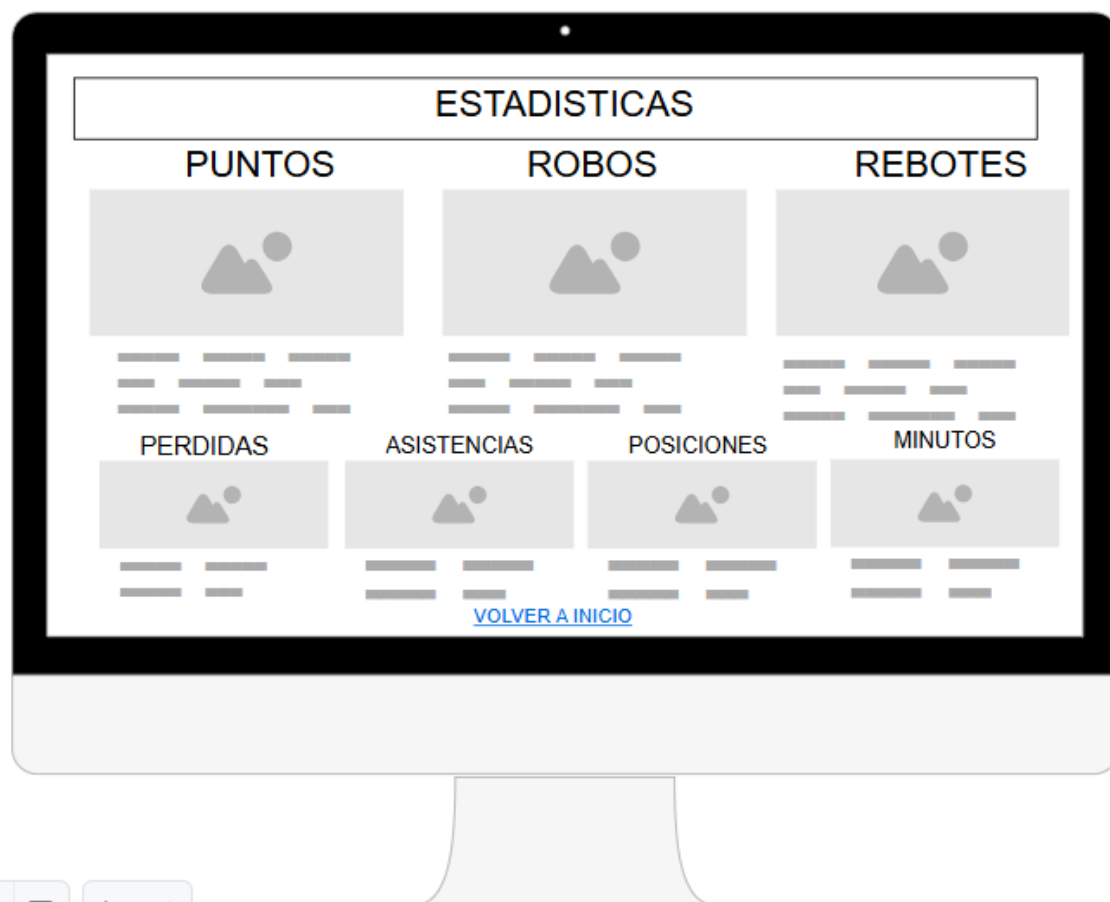 ESTADISTICAS
PUNTOS ROBOS REBOTES
PERDIDAS ASISTENCIAS POSICIONES MINUTOS
VOLVER A INICIO